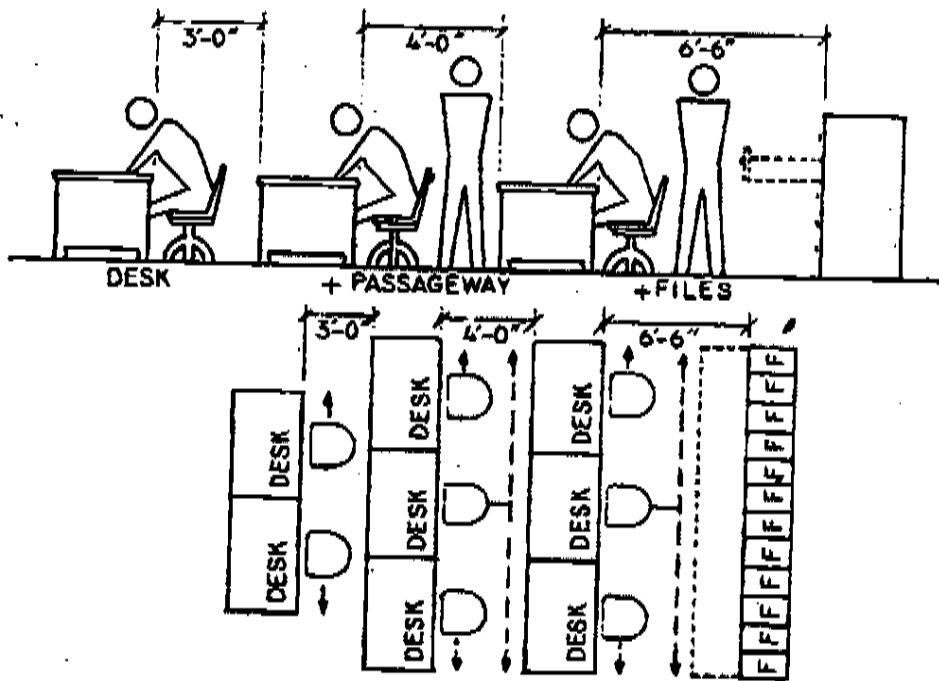 3'-0" 4'-0" 6'-6"
DESK + PASSAGEWAY + FILES
3'-0" 4'-0" 6'-6"
DESK DESK DESK
DESK DESK DESK
DESK DESK
F
F
F
F
F
F
F
F
F
F
F
F